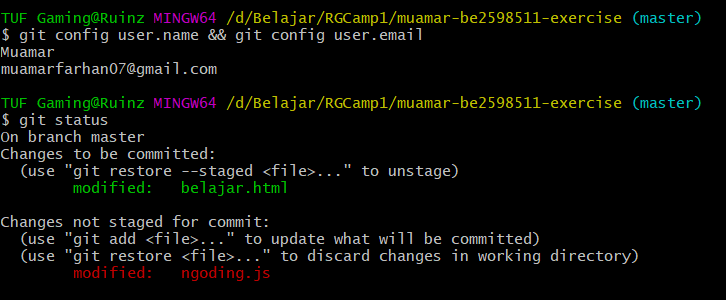 TUF Gaming@Ruinz MINGW64 /d/Belajar/RGCamp1/muamar-be2598511-exercise (master)
$ git config user.name && git config user.email
Muamar
muamarfarhan07@gmail.com
TUF Gaming@Ruinz MINGW64 /d/Belajar/RGCamp1/muamar-be2598511-exercise (master)
$ git status
On branch master
Changes to be committed:
  (use "git restore --staged <file>..." to unstage)
        modified:   belajar.html
Changes not staged for commit:
  (use "git add <file>..." to update what will be committed)
  (use "git restore <file>..." to discard changes in working directory)
        modified:   ngoding.js